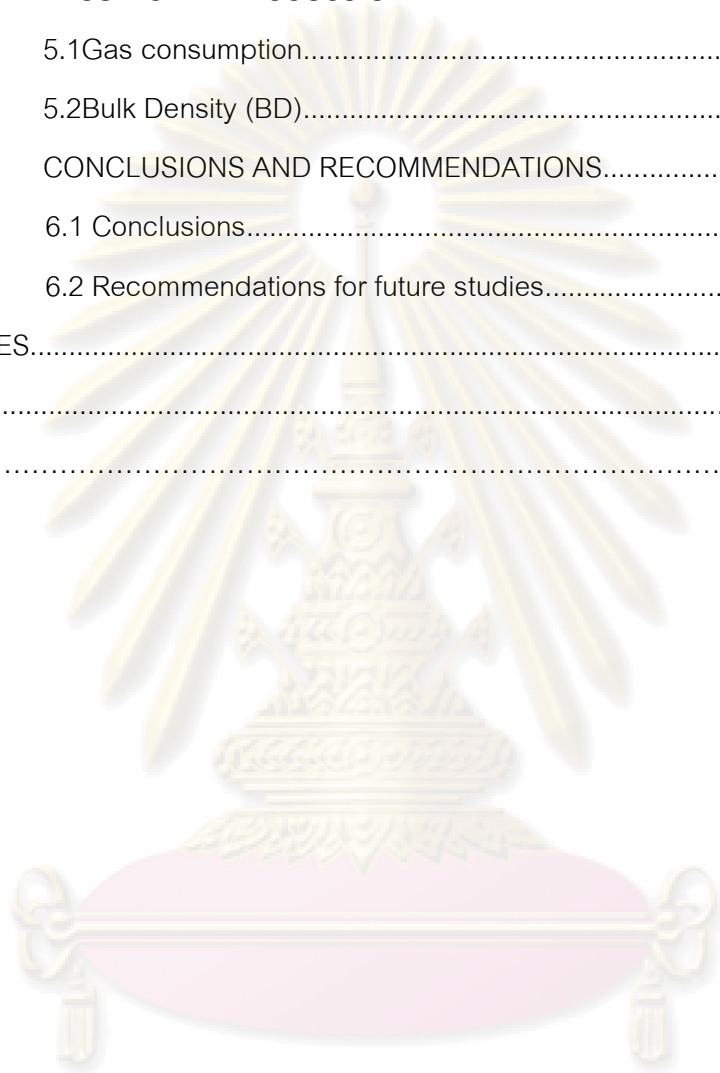 5.1Gas consumption..................................................
5.2Bulk Density (BD)..................................................
CONCLUSIONS AND RECOMMENDATIONS...............
6.1 Conclusions..........................................................
6.2 Recommendations for future studies.......................